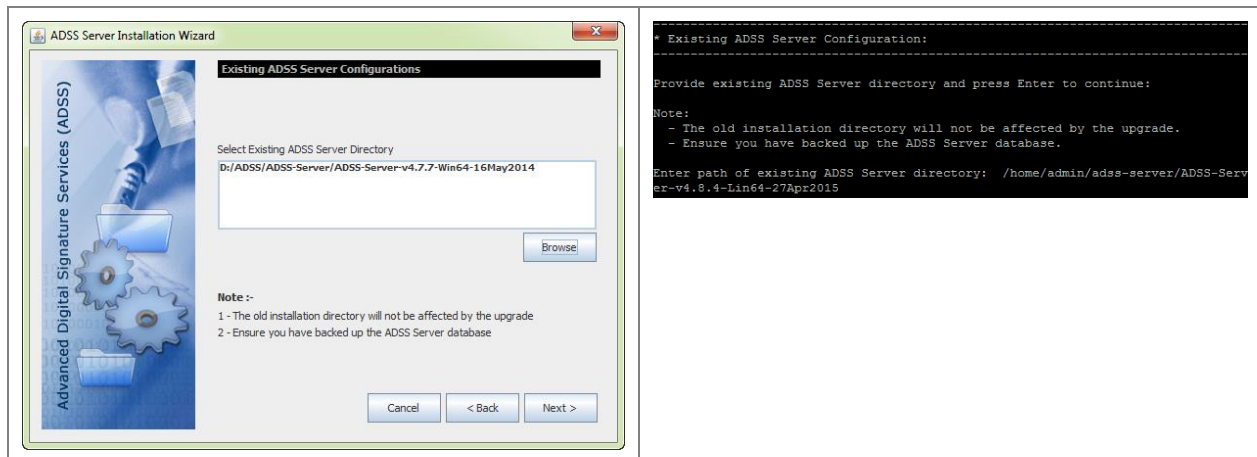 ADSS Server Installation Wizard
Advanced Digital Signature Services (ADSS)
Existing ADSS Server Configurations
Select Existing ADSS Server Directory
D:/ADSS/ADSS-Server/ADSS-Server-v4.7.7-Win64-16May2014
Browse
Note :-
1 - The old installation directory will not be affected by the upgrade
2 - Ensure you have backed up the ADSS Server database
Cancel
< Back
Next >
* Existing ADSS Server Configuration:
Provide existing ADSS Server directory and press Enter to continue:
Note:
- The old installation directory will not be affected by the upgrade.
- Ensure you have backed up the ADSS Server database.
Enter path of existing ADSS Server directory: /home/admin/adss-server/ADSS-Serv
er-v4.8.4-Lin64-27Apr2015